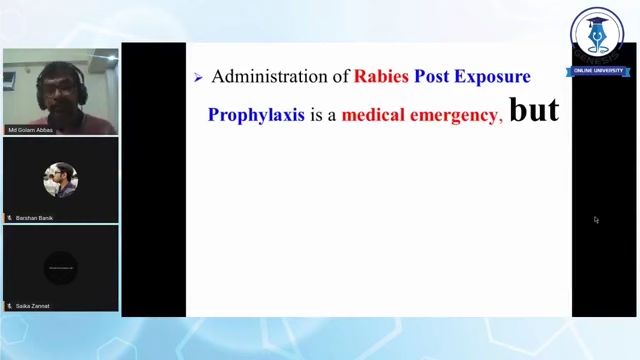 GENESIS
ONLINE UNIVERSITY
➢ Administration of Rabies Post Exposure
Prophylaxis is a medical emergency, but
Md Golam Abbas
Barshan Banik
Saika Zannat